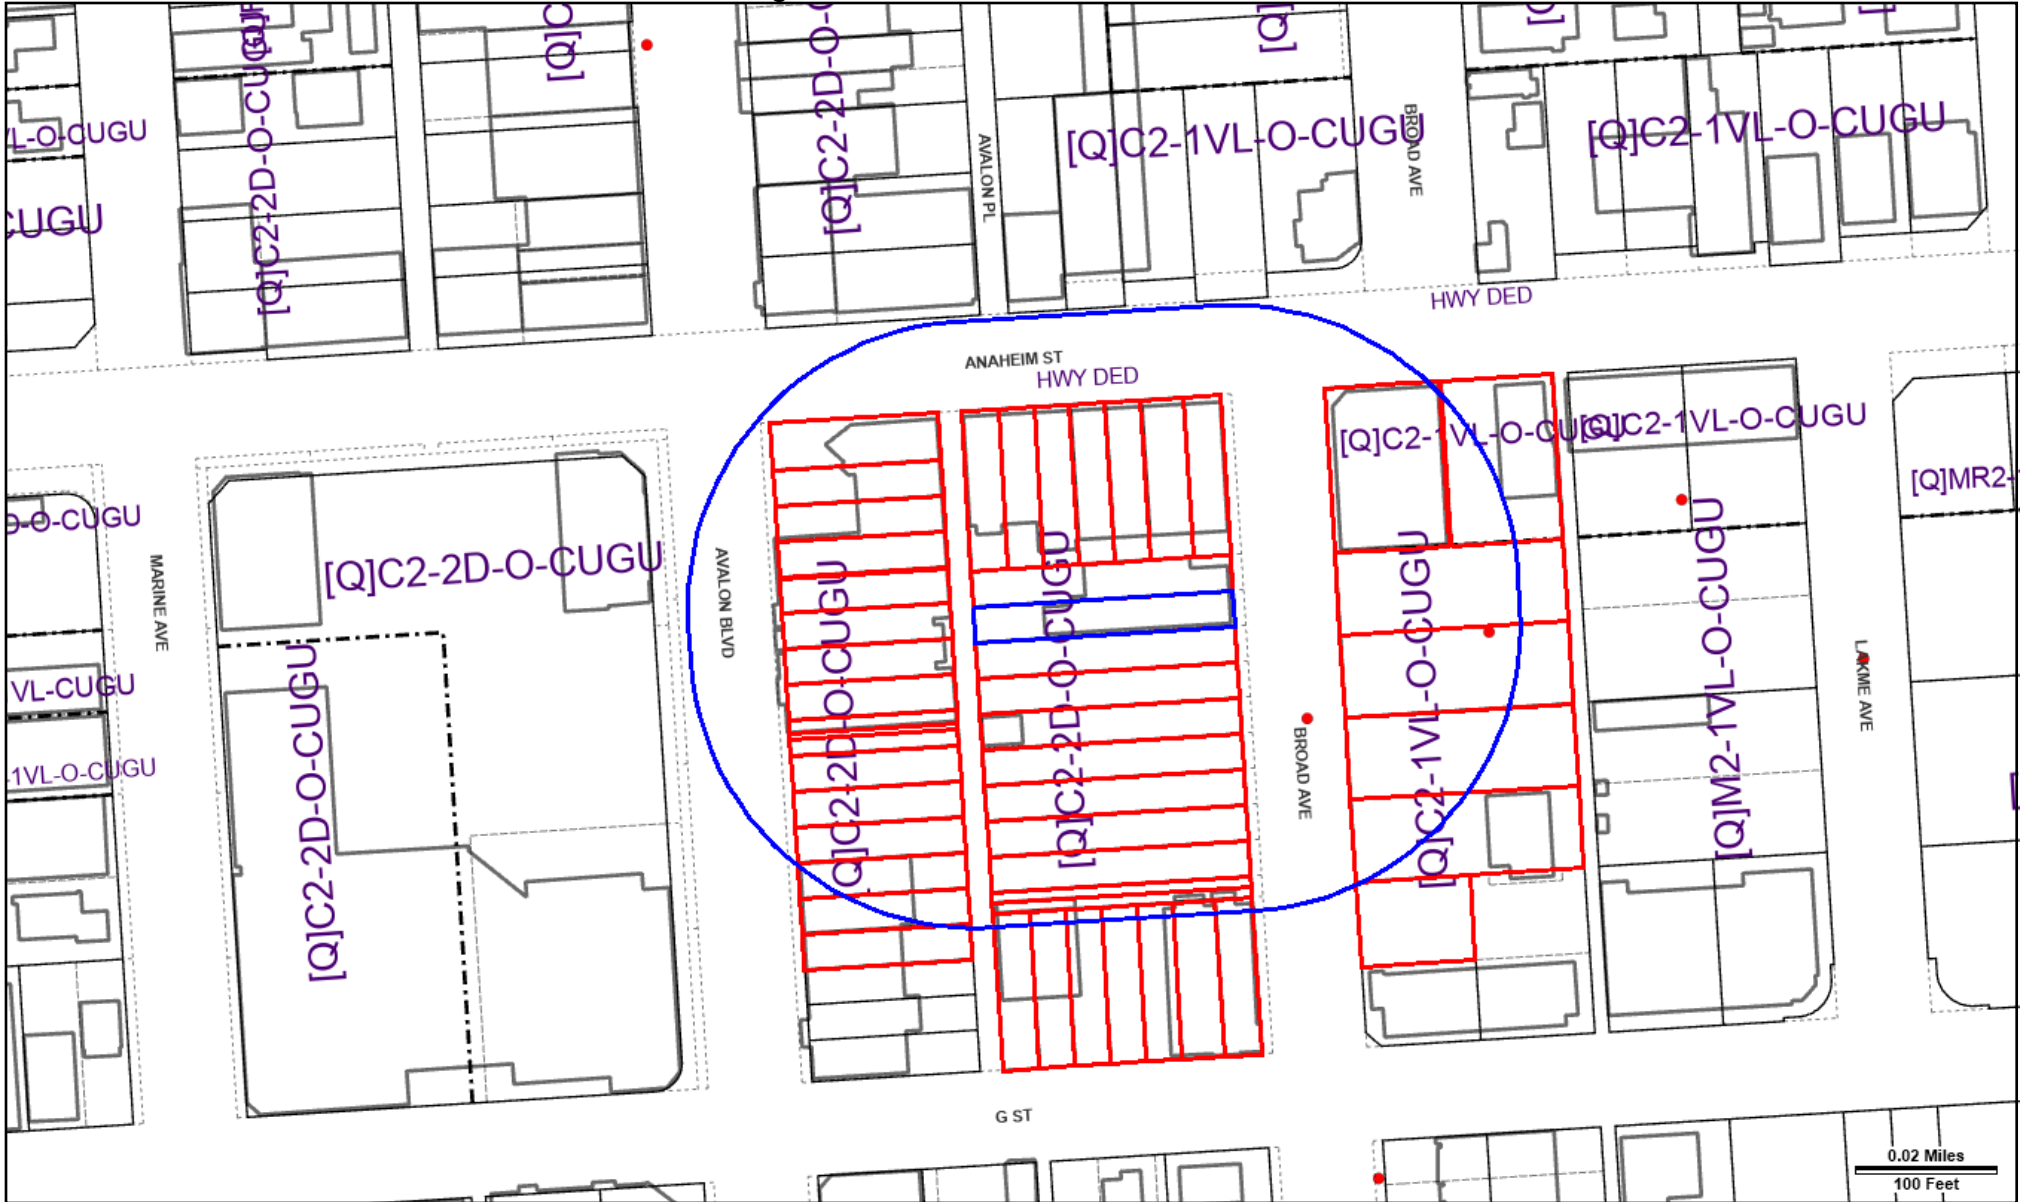 [Q]C2-2D-O-CUGU
[Q]C
[Q]C2-2D-O-C
[Q]
VL-O-CUGU
CUGU
AVALON PL
[Q]C2-1VL-O-CUGU
BROAD AVE
[Q]C2-1VL-O-CUGU
HWY DED
ANAHEIM ST
HWY DED
[Q]C2-1VL-O-CUGU
[Q]C2-1VL-O-CUGU
[Q]MR2-
-O-CUGU
MARINE AVE
[Q]C2-2D-O-CUGU
AVALON BLVD
[Q]C2-2D-O-CUGU
[Q]C2-2D-O-CUGU
[Q]C2-1VL-O-CUGU
[Q]M2-1VL-O-CUGU
LAKME AVE
VL-CUGU
[Q]C2-2D-O-CUGU
-1VL-O-CUGU
BROAD AVE
G ST
0.02 Miles
100 Feet